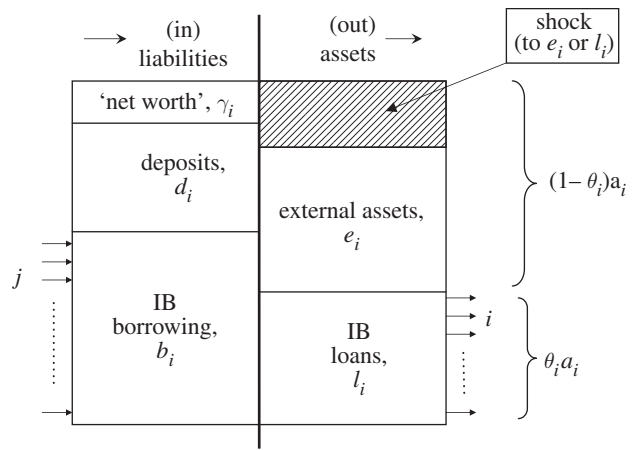 (in)
liabilities
(out)
assets
shock
(to e_i or l_i)
‘net worth’, γ_i
deposits,
d_i
external assets,
e_i
(1– θ_i)a_i
j
IB
borrowing,
b_i
IB
loans,
l_i
i
θ_i a_i